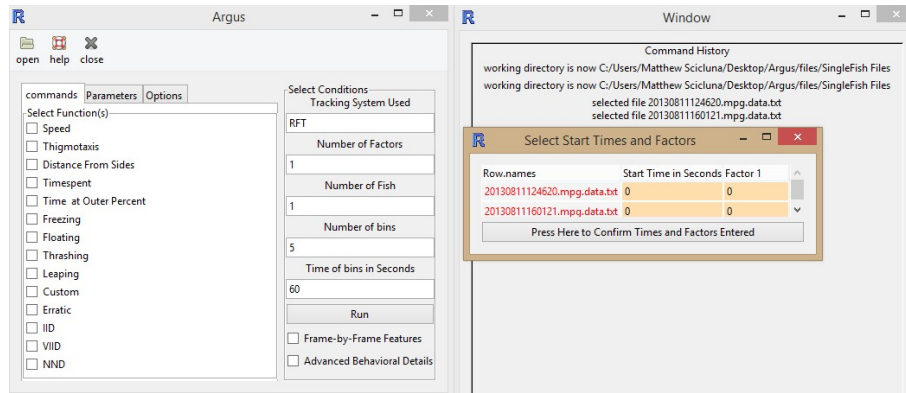 Argus
open help close
commands Parameters Options
Select Function(s)
Speed
Thigmotaxis
Distance From Sides
Timespent
Time at Outer Percent
Freezing
Floating
Thrashing
Leaping
Custom
Erratic
IID
VIID
NND
Select Conditions
Tracking System Used
RFT
Number of Factors
1
Number of Fish
1
Number of bins
5
Time of bins in Seconds
60
Run
Frame-by-Frame Features
Advanced Behavioral Details
Window
Command History
working directory is now C:/Users/Matthew Scicluna/Desktop/Argus/files/SingleFish Files
working directory is now C:/Users/Matthew Scicluna/Desktop/Argus/files/SingleFish Files
selected file 20130811124620.mpg.data.txt
selected file 20130811160121.mpg.data.txt
Select Start Times and Factors
Row.names Start Time in Seconds Factor 1
20130811124620.mpg.data.txt 0 0
20130811160121.mpg.data.txt 0 0
Press Here to Confirm Times and Factors Entered